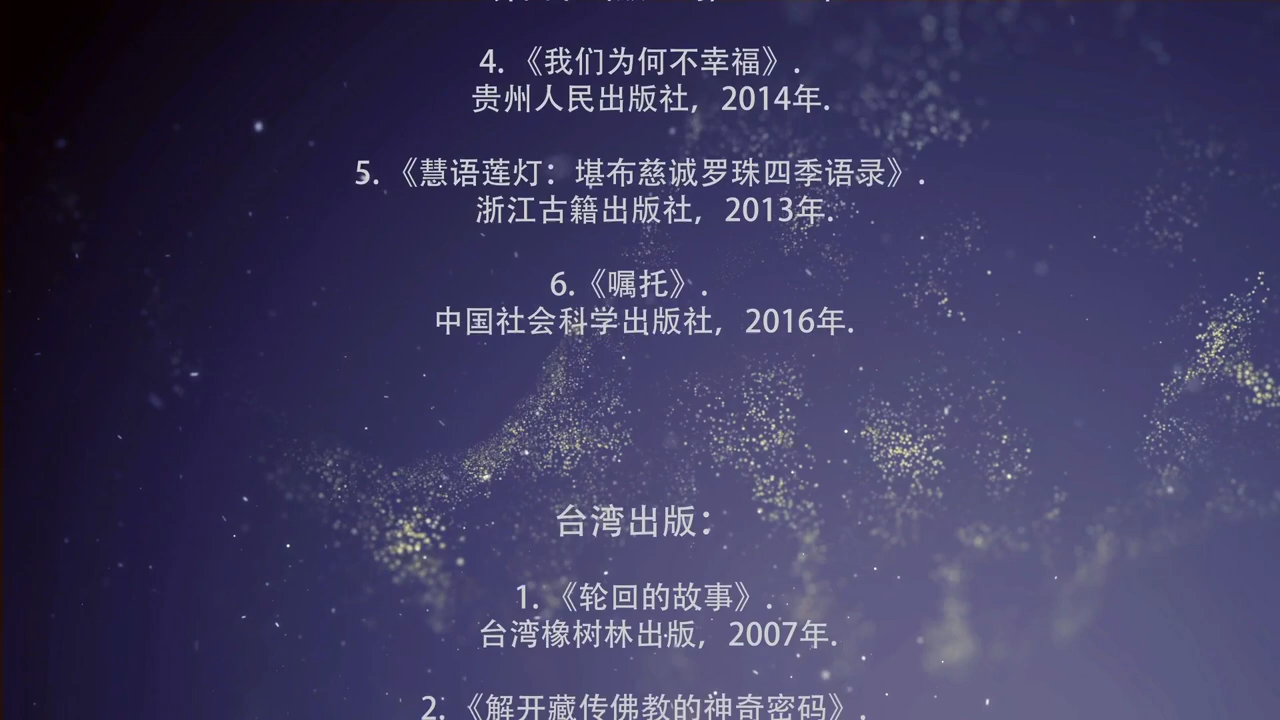 4. 《我们为何不幸福》.
贵州人民出版社, 2014年.
5. 《慧语莲灯：堪布慈诚罗珠四季语录》.
浙江古籍出版社, 2013年.
6.《嘱托》.
中国社会科学出版社, 2016年.
台湾出版：
1. 《轮回的故事》.
台湾橡树林出版, 2007年.
2. 《解开藏传佛教的神奇密码》.